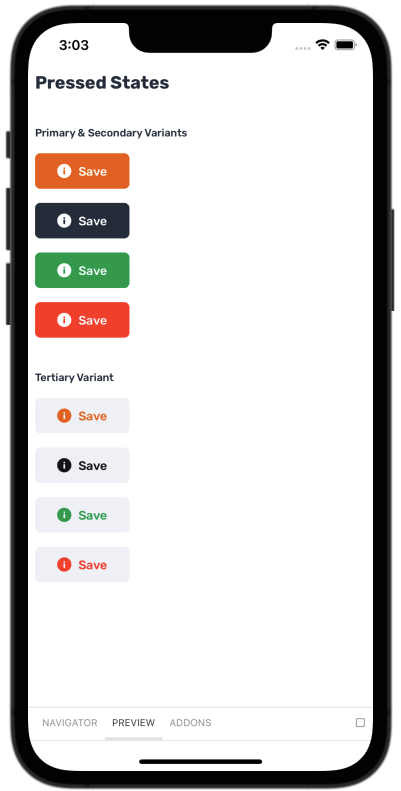 3:03
Pressed States
Primary & Secondary Variants
Save
Save
Save
Save
Tertiary Variant
Save
Save
Save
Save
NAVIGATOR PREVIEW ADDONS